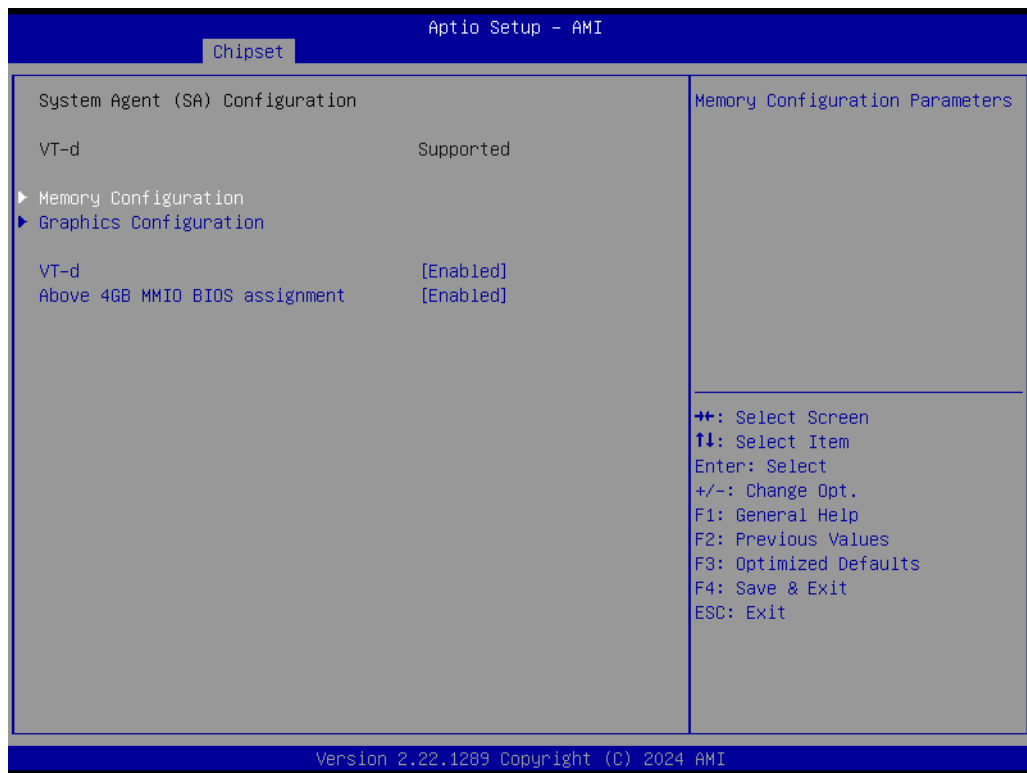 Aptio Setup – AMI
Chipset
System Agent (SA) Configuration
VT-d Supported
Memory Configuration
Graphics Configuration
VT-d [Enabled]
Above 4GB MMIO BIOS assignment [Enabled]
Memory Configuration Parameters
→←: Select Screen
↑↓: Select Item
Enter: Select
+/-: Change Opt.
F1: General Help
F2: Previous Values
F3: Optimized Defaults
F4: Save & Exit
ESC: Exit
Version 2.22.1289 Copyright (C) 2024 AMI